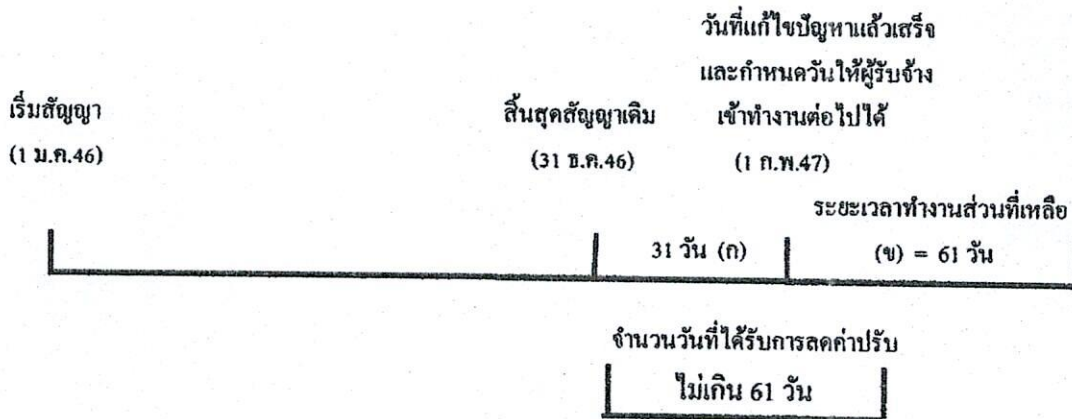 วันที่แก้ไขปัญหาแล้วเสร็จ
และกำหนดวันให้ผู้รับจ้าง
เริ่มสัญญา สิ้นสุดสัญญาเดิม เข้าทำงานต่อไปได้
(1 ม.ค.46) (31 ธ.ค.46) (1 ก.พ.47)
ระยะเวลาทำงานส่วนที่เหลือ
31 วัน (ก) (ข) = 61 วัน
จำนวนวันที่ได้รับการลดค่าปรับ
ไม่เกิน 61 วัน